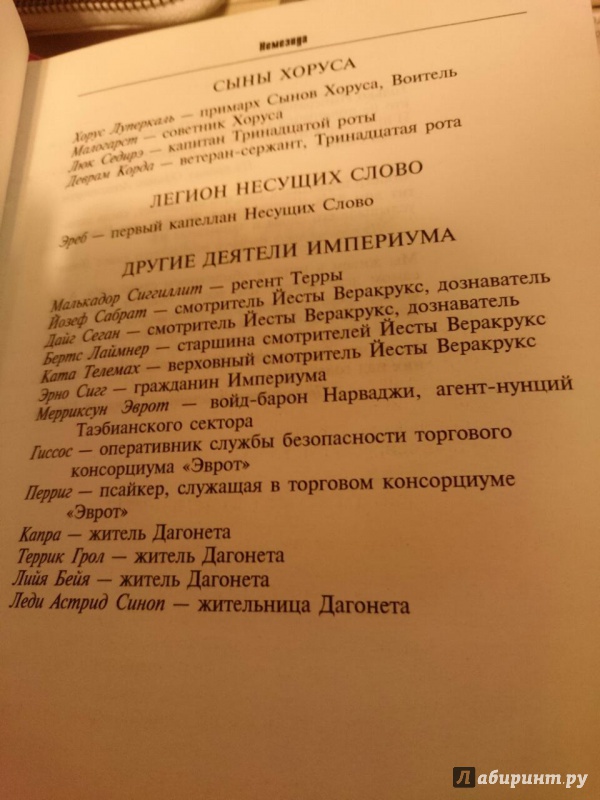 Немезида
СЫНЫ ХОРУСА
Хорус Луперкаль — примарх Сынов Хоруса, Воитель
Малогарст — советник Хоруса
Люк Седирэ — капитан Тринадцатой роты
Деврам Корда — ветеран-сержант, Тринадцатая рота
ЛЕГИОН НЕСУЩИХ СЛОВО
Эреб — первый капеллан Несущих Слово
ДРУГИЕ ДЕЯТЕЛИ ИМПЕРИУМА
Малькадор Сиггиллит — регент Терры
Йозеф Сабрат — смотритель Йесты Веракрукс, дознаватель
Дайг Сеган — смотритель Йесты Веракрукс, дознаватель
Бертс Лаймнер — старшина смотрителей Йесты Веракрукс
Ката Телемах — верховный смотритель Йесты Веракрукс
Эрно Сигг — гражданин Империума
Мерриксун Эврот — войд-барон Нарваджи, агент-нунций
Таэбианского сектора
Гиссос — оперативник службы безопасности торгового
консорциума «Эврот»
Перриг — псайкер, служащая в торговом консорциуме
«Эврот»
Капра — житель Дагонета
Террик Грол — житель Дагонета
Лийя Бейя — житель Дагонета
Леди Астрид Синоп — жительница Дагонета
Лабиринт.ру